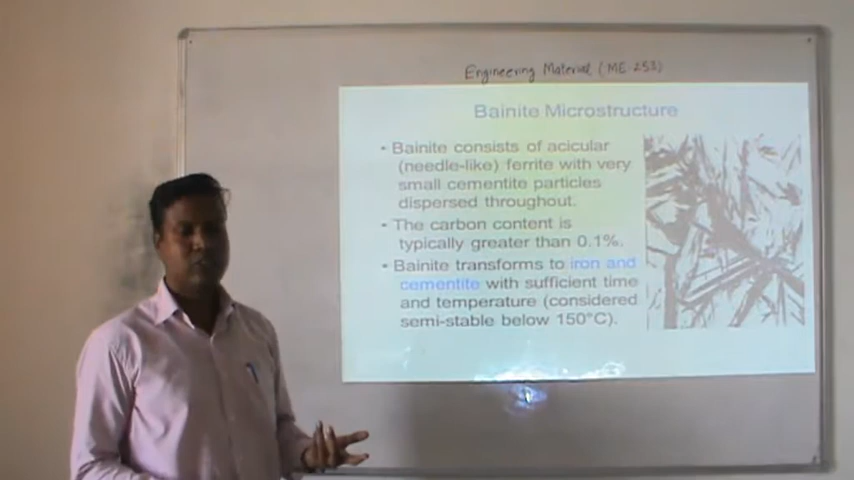 Engineering Material (ME-253)
Bainite Microstructure
• Bainite consists of acicular
(needle-like) ferrite with very
small cementite particles
dispersed throughout.
• The carbon content is
typically greater than 0.1%.
• Bainite transforms to iron and
cementite with sufficient time
and temperature (considered
semi-stable below 150°C).